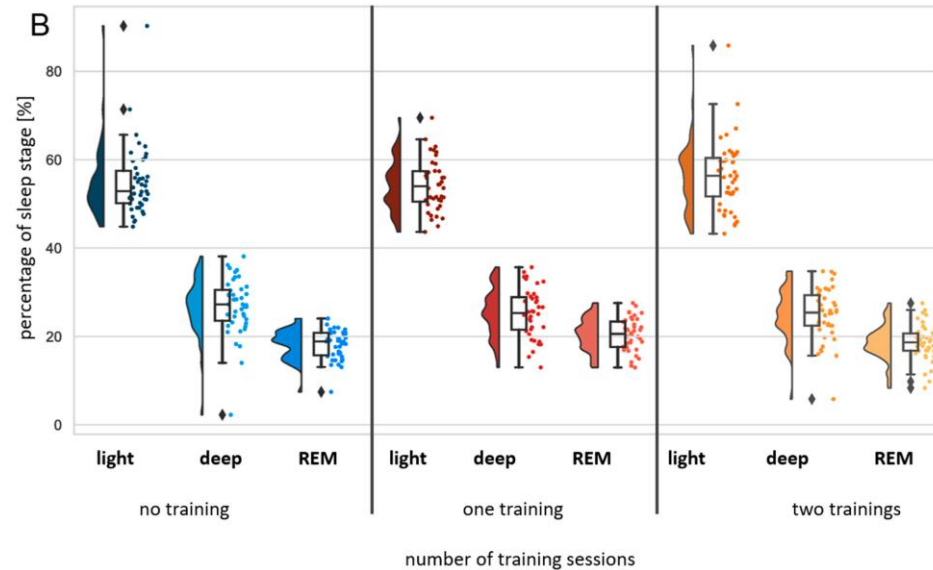 B
percentage of sleep stage [%]
80
60
40
20
0
light deep REM light deep REM light deep REM
no training one training two trainings
number of training sessions